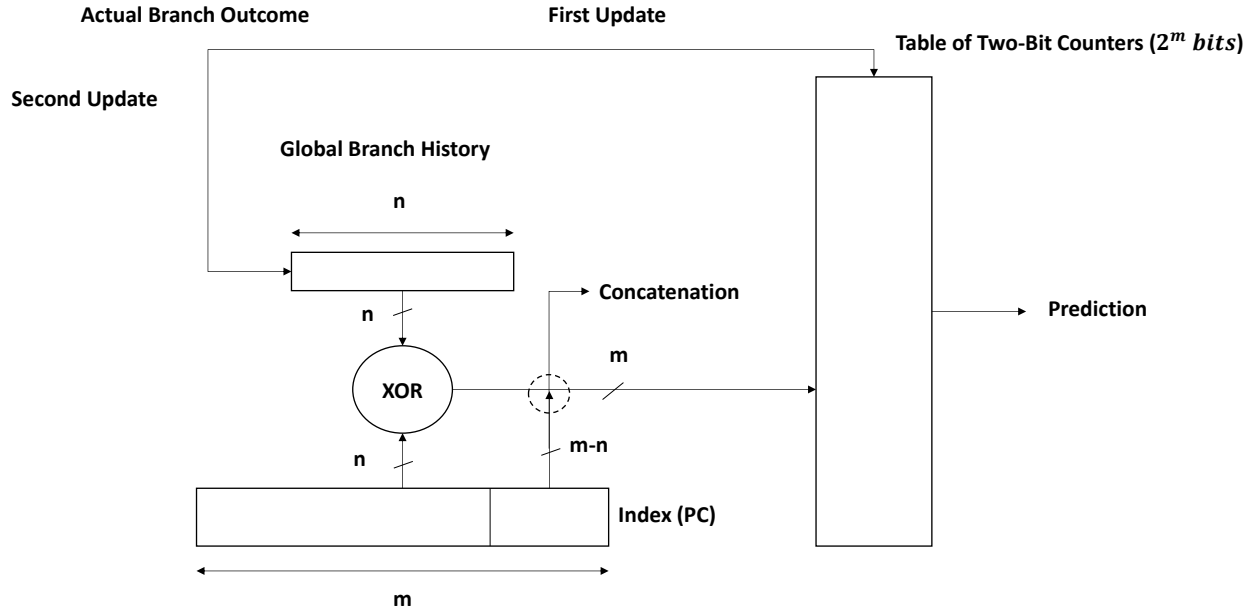 Actual Branch Outcome
First Update
Table of Two-Bit Counters (2^m bits)
Second Update
Global Branch History
n
n
Concatenation
Prediction
m
XOR
m-n
n
Index (PC)
m